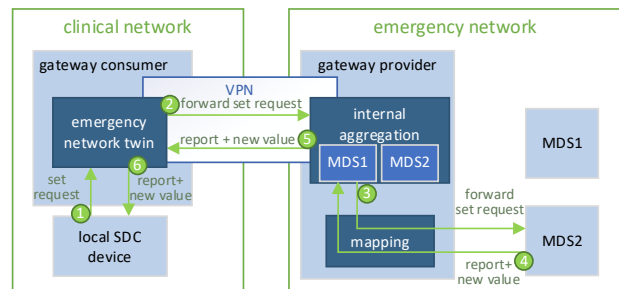 clinical network
emergency network
gateway consumer
VPN
gateway provider
2
forward set request
emergency
network twin
internal
aggregation
report + new value
5
MDS1
MDS2
MDS1
6
set
request
report+
new value
3
forward
set request
1
local SDC
device
mapping
MDS2
report+
new value
4